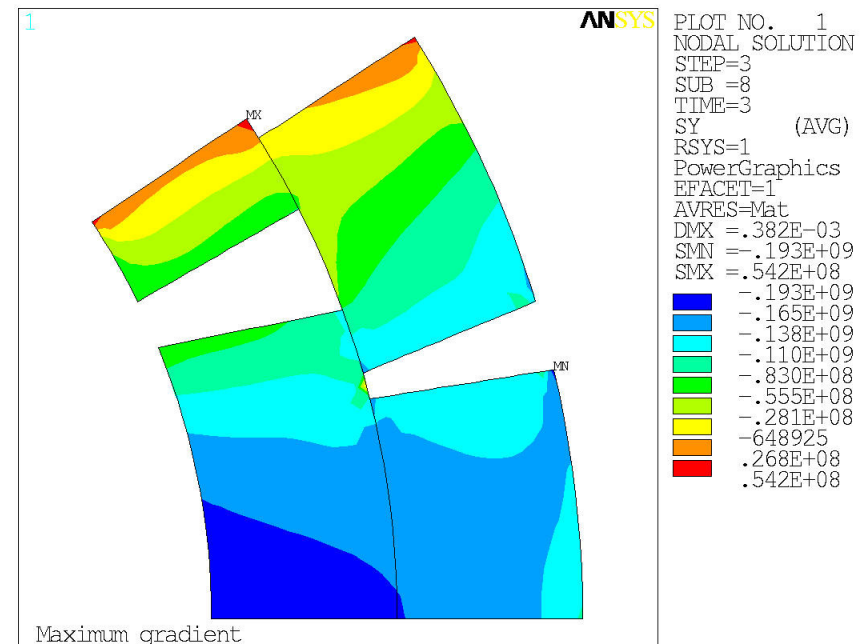 1
ANSYS
PLOT NO. 1
NODAL SOLUTION
STEP=3
SUB =8
TIME=3
SY (AVG)
RSYS=1
PowerGraphics
EFACET=1
AVRES=Mat
DMX =.382E-03
SMN =-.193E+09
SMX =.542E+08
-.193E+09
-.165E+09
-.138E+09
-.110E+09
-.830E+08
-.555E+08
-.281E+08
-648925
.268E+08
.542E+08
MX
MN
Maximum gradient